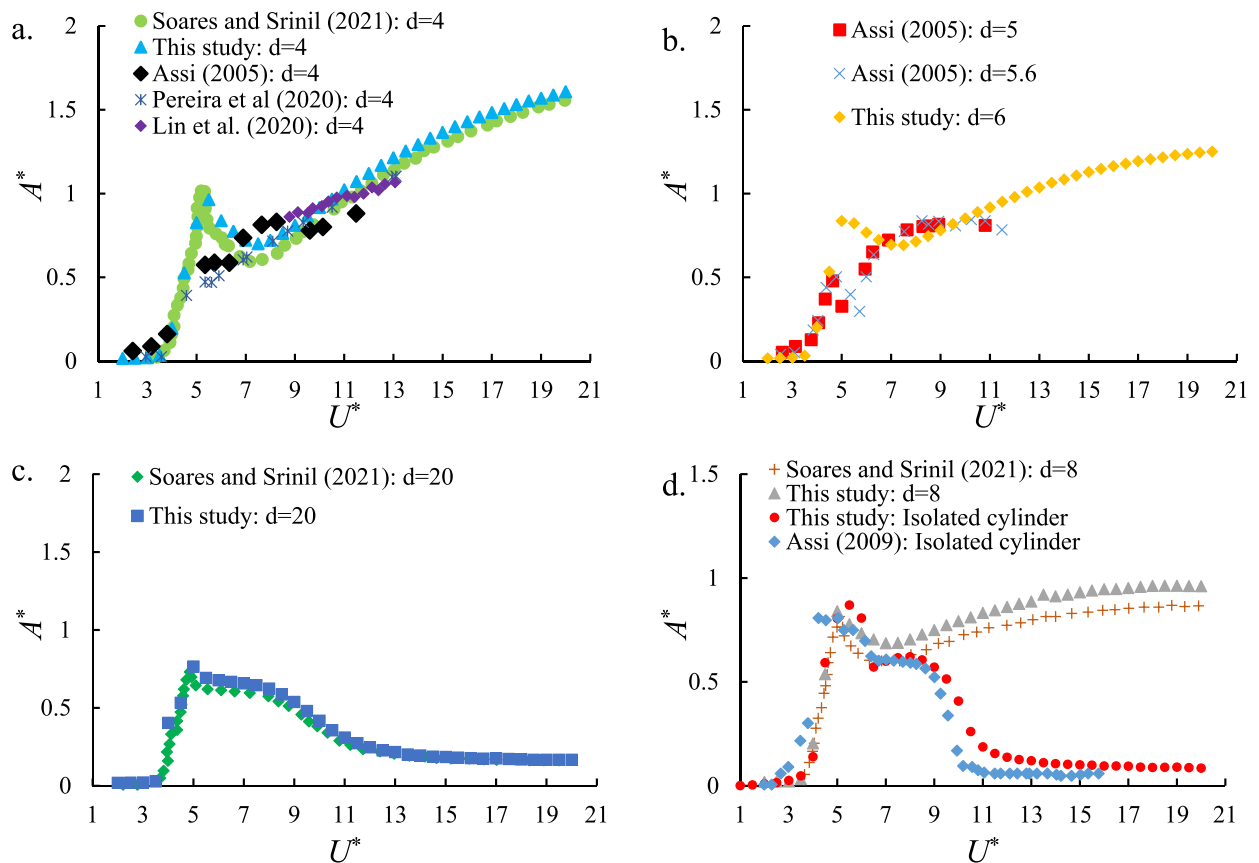 a.
Soares and Srinil (2021): d=4
This study: d=4
Assi (2005): d=4
Pereira et al (2020): d=4
Lin et al. (2020): d=4
2
1.5
1
0.5
0
A*
1 3 5 7 9 11 13 15 17 19 21
U*
b.
Assi (2005): d=5
Assi (2005): d=5.6
This study: d=6
2
1.5
1
0.5
0
A*
1 3 5 7 9 11 13 15 17 19 21
U*
c.
Soares and Srinil (2021): d=20
This study: d=20
2
1.5
1
0.5
0
A*
1 3 5 7 9 11 13 15 17 19 21
U*
d.
Soares and Srinil (2021): d=8
This study: d=8
This study: Isolated cylinder
Assi (2009): Isolated cylinder
1.5
1
0.5
0
A*
1 3 5 7 9 11 13 15 17 19 21
U*